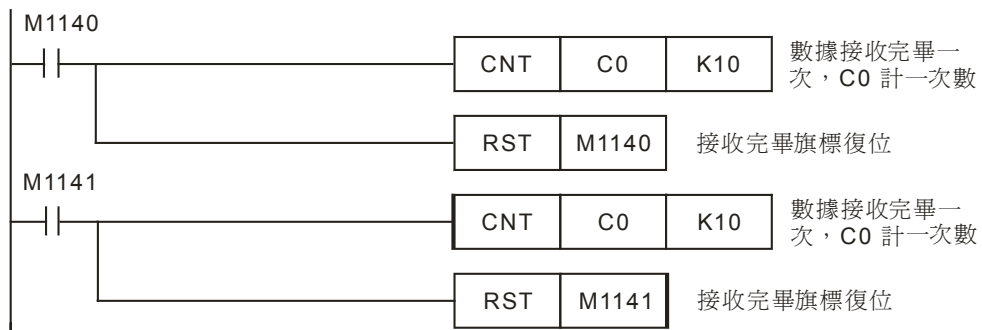 M1140
CNT C0 K10
數據接收完畢一
次，C0 計一次數
RST M1140
接收完畢旗標復位
M1141
CNT C0 K10
數據接收完畢一
次，C0 計一次數
RST M1141
接收完畢旗標復位